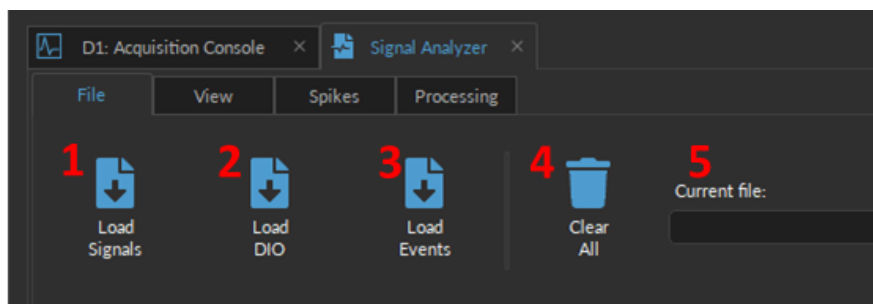 D1: Acquisition Console × Signal Analyzer ×
File View Spikes Processing
1 2 3 4 5
Current file:
Load Load Load Clear
Signals DIO Events All